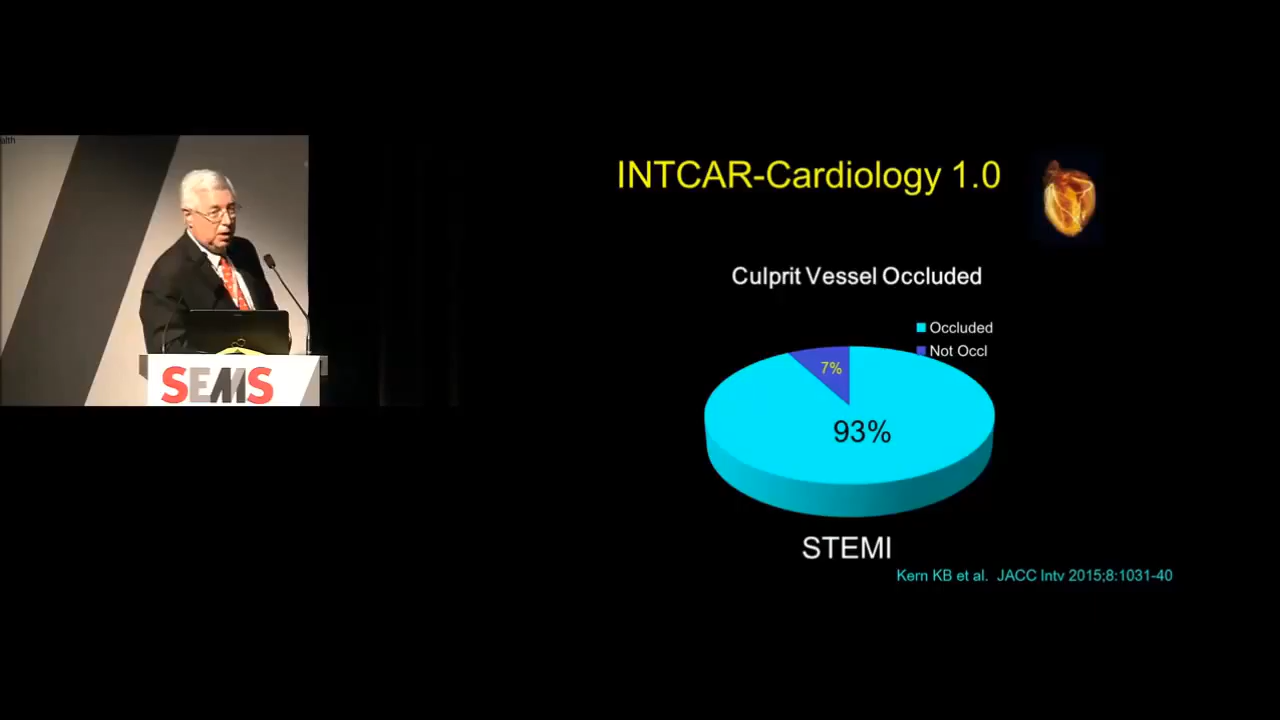 alth
SEMS
INTCAR-Cardiology 1.0
Culprit Vessel Occluded
Occluded
Not Occl
7%
93%
STEMI
Kern KB et al. JACC Intv 2015;8:1031-40